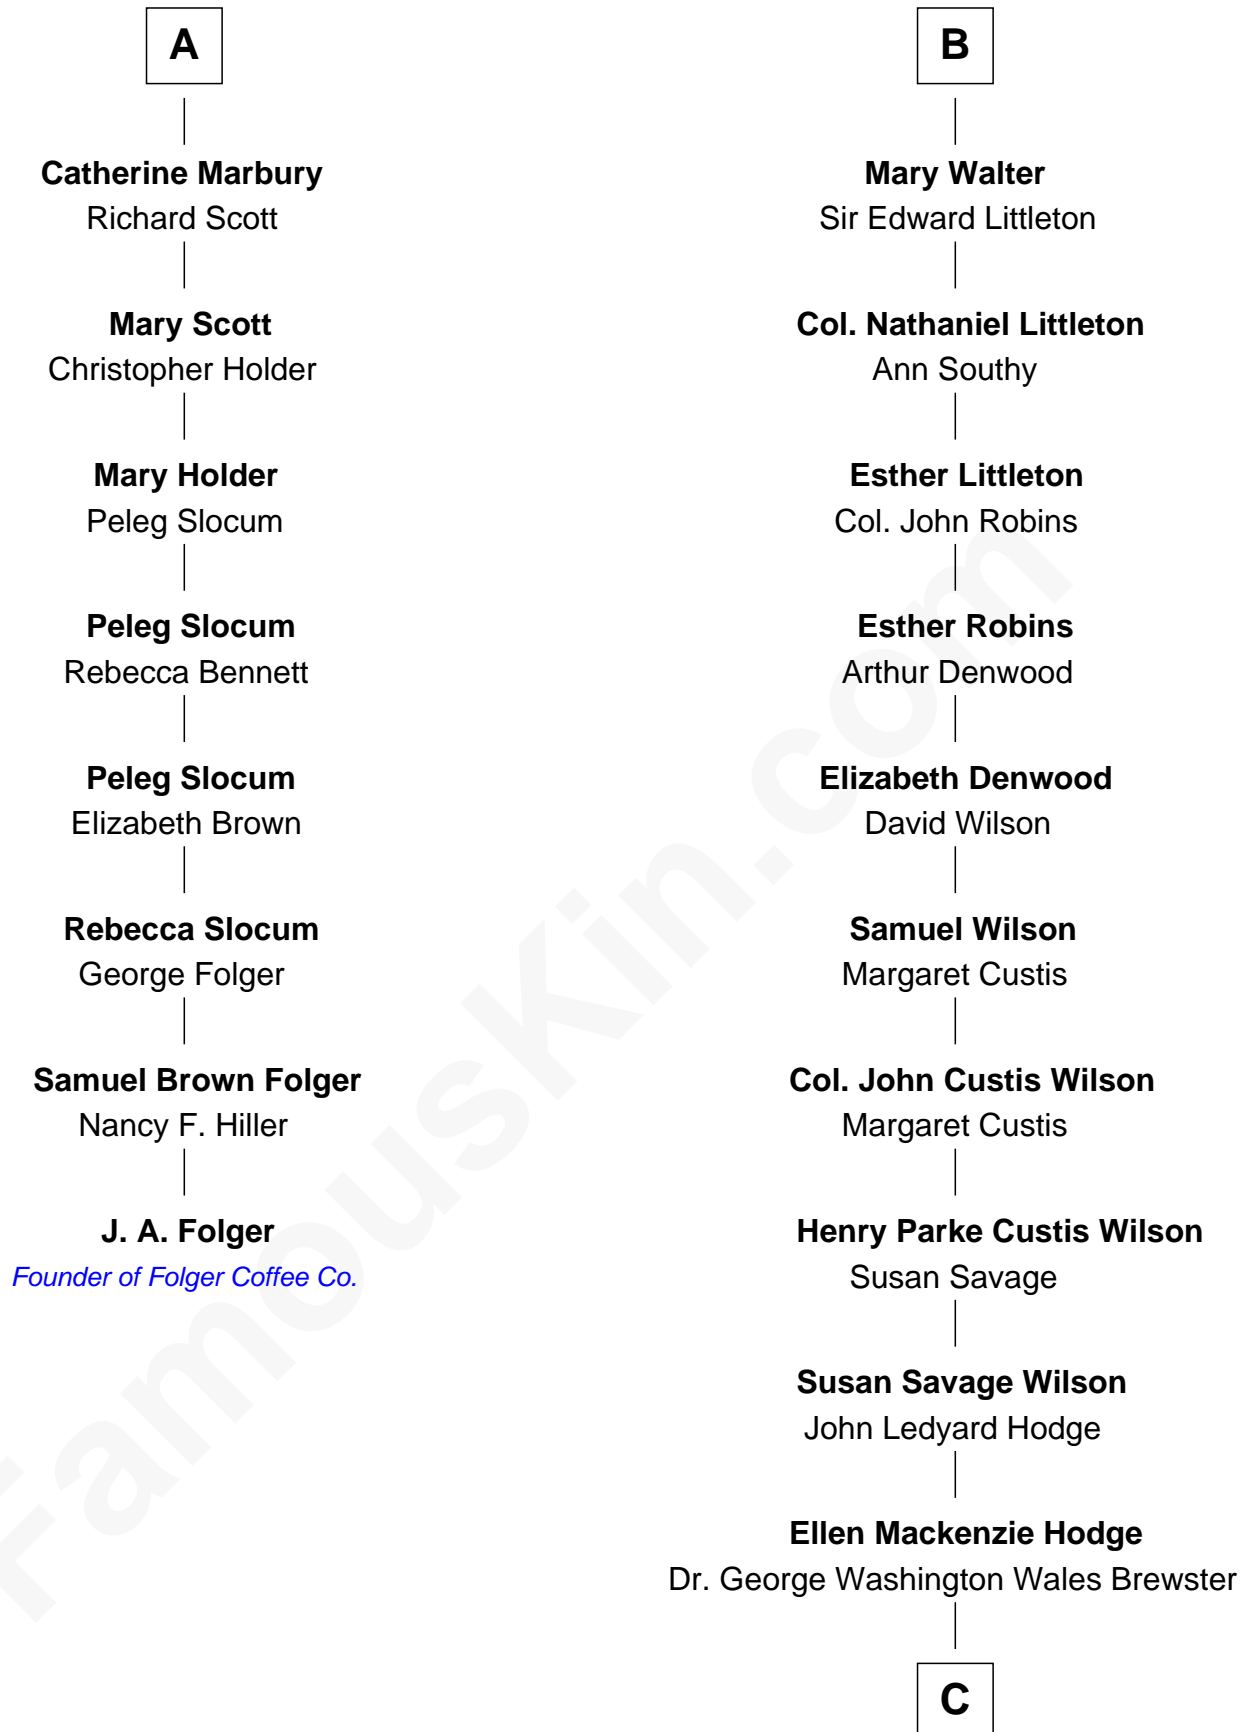 A
Catherine Marbury
Richard Scott
Mary Scott
Christopher Holder
Mary Holder
Peleg Slocum
Peleg Slocum
Rebecca Bennett
Peleg Slocum
Elizabeth Brown
Rebecca Slocum
George Folger
Samuel Brown Folger
Nancy F. Hiller
J. A. Folger
Founder of Folger Coffee Co.
B
Mary Walter
Sir Edward Littleton
Col. Nathaniel Littleton
Ann Southy
Esther Littleton
Col. John Robins
Esther Robins
Arthur Denwood
Elizabeth Denwood
David Wilson
Samuel Wilson
Margaret Custis
Col. John Custis Wilson
Margaret Custis
Henry Parke Custis Wilson
Susan Savage
Susan Savage Wilson
John Ledyard Hodge
Ellen Mackenzie Hodge
Dr. George Washington Wales Brewster
C
FamousKin.com